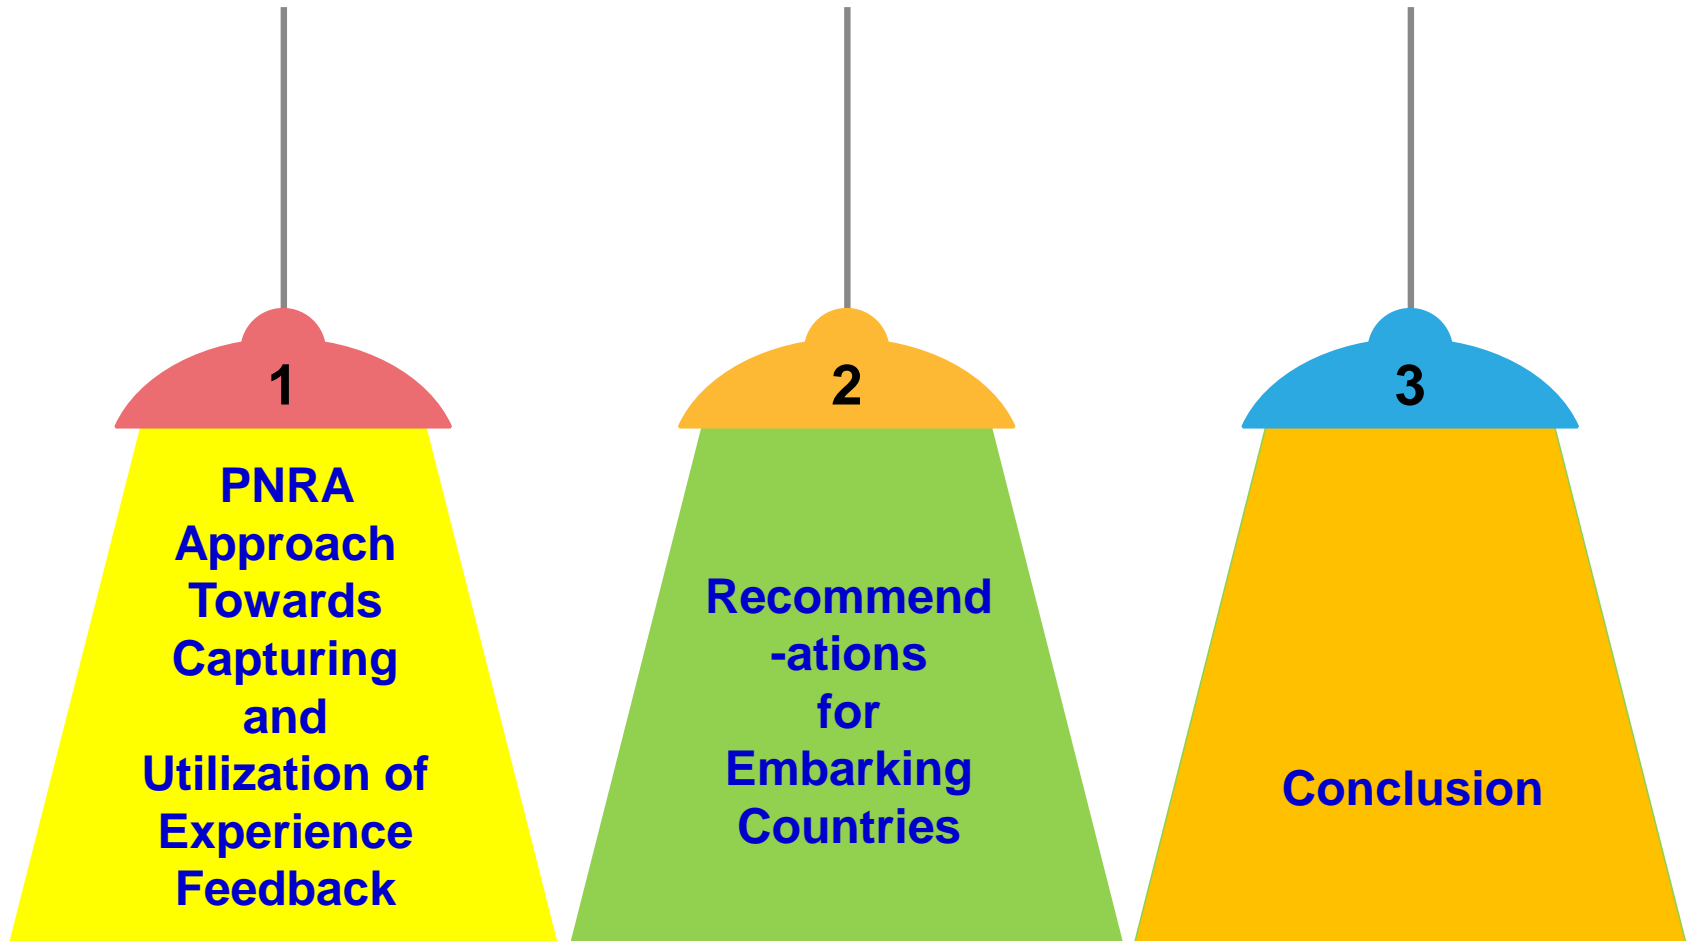 1
PNRA
Approach
Towards
Capturing
and
Utilization of
Experience
Feedback
2
Recommend
-ations
for
Embarking
Countries
3
Conclusion